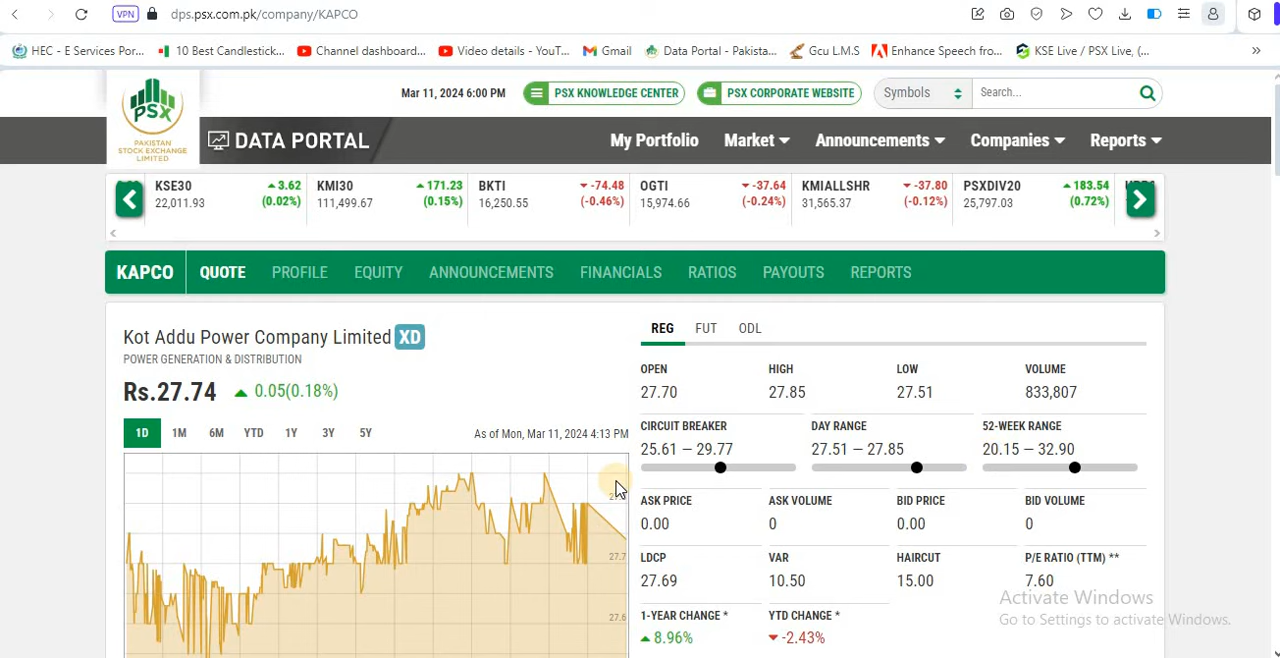 VPN dps.psx.com.pk/company/KAPCO
HEC - E Services Por... 10 Best Candlestick... Channel dashboard... Video details - YouT... Gmail Data Portal - Pakista... Gcu L.M.S Enhance Speech fro... KSE Live / PSX Live, (... »
PSX
PAKISTAN
STOCK EXCHANGE
LIMITED
Mar 11, 2024 6:00 PM PSX KNOWLEDGE CENTER PSX CORPORATE WEBSITE Symbols Search...
DATA PORTAL My Portfolio Market Announcements Companies Reports
KSE30 3.62 KMI30 171.23 BKTI -74.48 OGTI -37.64 KMIALLSHR -37.80 PSXDIV20 183.54
22,011.93 (0.02%) 111,499.67 (0.15%) 16,250.55 (-0.46%) 15,974.66 (-0.24%) 31,565.37 (-0.12%) 25,797.03 (0.72%)
KAPCO QUOTE PROFILE EQUITY ANNOUNCEMENTS FINANCIALS RATIOS PAYOUTS REPORTS
Kot Addu Power Company Limited XD
POWER GENERATION & DISTRIBUTION
Rs.27.74 0.05(0.18%)
1D 1M 6M YTD 1Y 3Y 5Y As of Mon, Mar 11, 2024 4:13 PM
27.7
27.6
REG FUT ODL
OPEN HIGH LOW VOLUME
27.70 27.85 27.51 833,807
CIRCUIT BREAKER DAY RANGE 52-WEEK RANGE
25.61 — 29.77 27.51 — 27.85 20.15 — 32.90
ASK PRICE ASK VOLUME BID PRICE BID VOLUME
0.00 0 0.00 0
LDCP VAR HAIRCUT P/E RATIO (TTM) **
27.69 10.50 15.00 7.60
1-YEAR CHANGE * YTD CHANGE *
8.96% -2.43%
Activate Windows
Go to Settings to activate Windows.